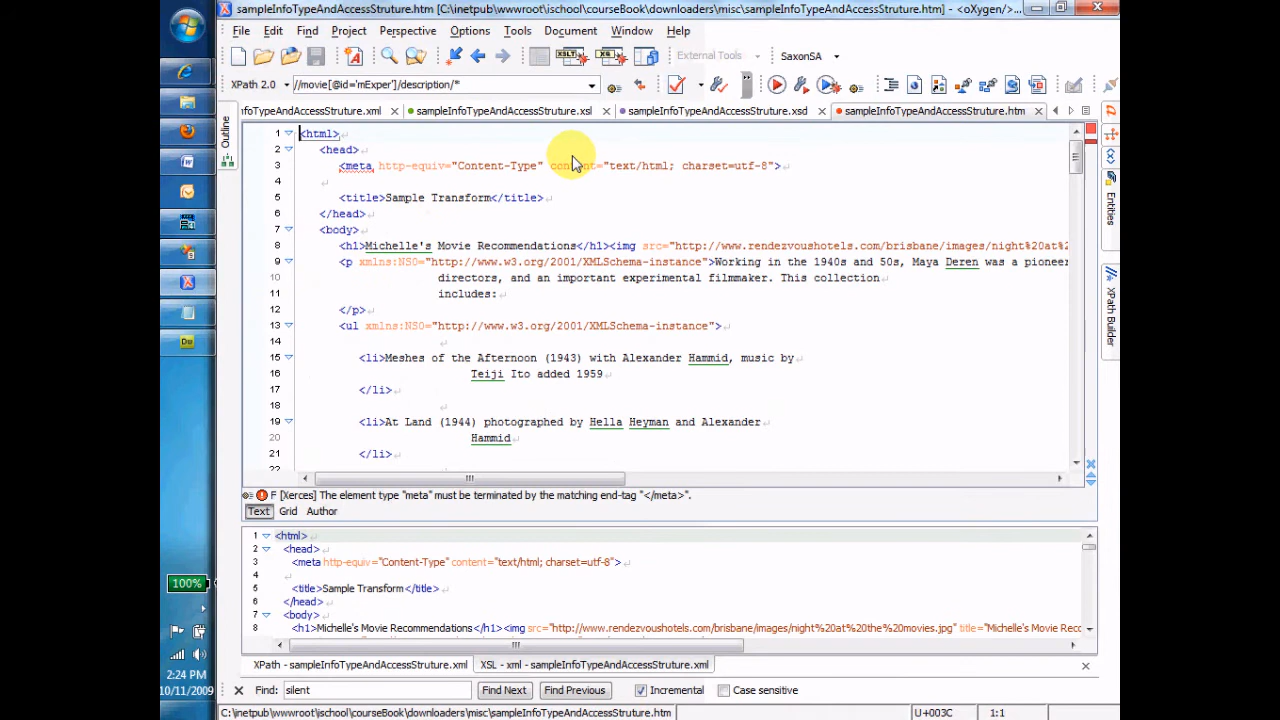 sampleInfoTypeAndAccessStruture.htm [C:\inetpub\wwwroot\ischool\courseBook\downloaders\misc\sampleInfoTypeAndAccessStruture.htm] - <oXygen/>...
File Edit Find Project Perspective Options Tools Document Window Help
External Tools SaxonSA
XPath 2.0 //movie[@id='mExper']/description/*
nfoTypeAndAccessStruture.xml sampleInfoTypeAndAccessStruture.xsl sampleInfoTypeAndAccessStruture.xsd sampleInfoTypeAndAccessStruture.htm
Outline
Entities
XPath Builder
1 <html>
2 <head>
3 <meta http-equiv="Content-Type" content="text/html; charset=utf-8">
4
5 <title>Sample Transform</title>
6 </head>
7 <body>
8 <h1>Michelle's Movie Recommendations</h1><img src="http://www.rendezvoushotels.com/brisbane/images/night%20at%2
9 <p xmlns:NS0="http://www.w3.org/2001/XMLSchema-instance">Working in the 1940s and 50s, Maya Deren was a pioneer
10 directors, and an important experimental filmmaker. This collection
11 includes:
12 </p>
13 <ul xmlns:NS0="http://www.w3.org/2001/XMLSchema-instance">
14
15 <li>Meshes of the Afternoon (1943) with Alexander Hammid, music by
16 Teiji Ito added 1959
17 </li>
18
19 <li>At Land (1944) photographed by Hella Heyman and Alexander
20 Hammid
21 </li>
22
F [Xerces] The element type "meta" must be terminated by the matching end-tag "</meta>".
Text Grid Author
1 <html>
2 <head>
3 <meta http-equiv="Content-Type" content="text/html; charset=utf-8">
4
5 <title>Sample Transform</title>
6 </head>
7 <body>
8 <h1>Michelle's Movie Recommendations</h1><img src="http://www.rendezvoushotels.com/brisbane/images/night%20at%20the%20movies.jpg" title="Michelle's Movie Reco
100%
XPath - sampleInfoTypeAndAccessStruture.xml XSL - xml - sampleInfoTypeAndAccessStruture.xml
2:24 PM
10/11/2009
Find: silent Find Next Find Previous Incremental Case sensitive
C:\inetpub\wwwroot\ischool\courseBook\downloaders\misc\sampleInfoTypeAndAccessStruture.htm U+003C 1:1